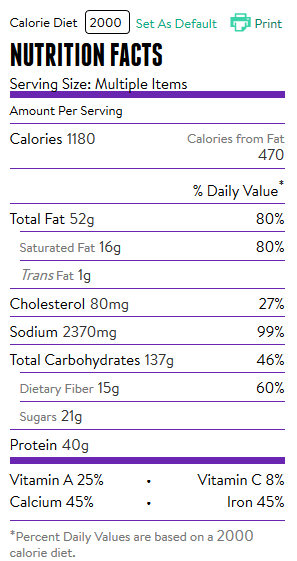 Calorie Diet 2000 Set As Default Print
NUTRITION FACTS
Serving Size: Multiple Items
Amount Per Serving
Calories 1180 Calories from Fat
470
% Daily Value*
Total Fat 52g 80%
Saturated Fat 16g 80%
Trans Fat 1g
Cholesterol 80mg 27%
Sodium 2370mg 99%
Total Carbohydrates 137g 46%
Dietary Fiber 15g 60%
Sugars 21g
Protein 40g
Vitamin A 25% • Vitamin C 8%
Calcium 45% • Iron 45%
*Percent Daily Values are based on a 2000
calorie diet.